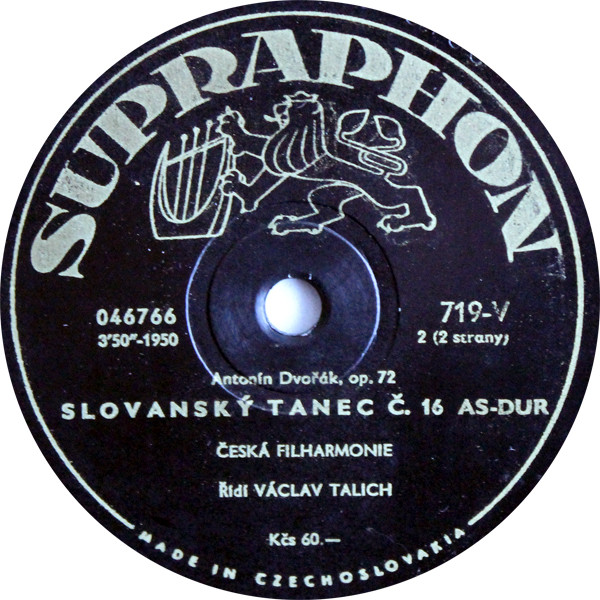 SUPRAPHON
046766
3'50"-1950
719-V
2 (2 strany)
Antonín Dvořák, op. 72
SLOVANSKÝ TANEC Č. 16 AS-DUR
ČESKÁ FILHARMONIE
Řídí VÁCLAV TALICH
Kčs 60.—
MADE IN CZECHOSLOVAKIA